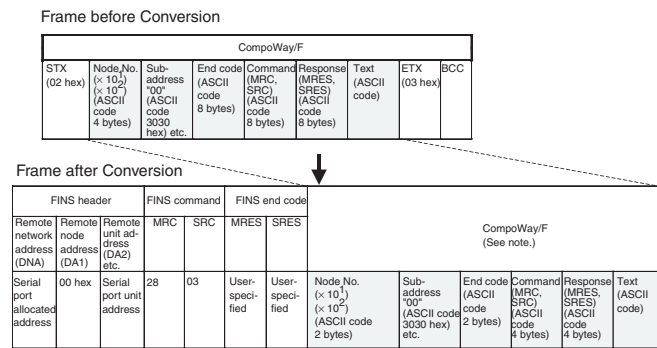 Frame before Conversion
CompoWay/F
STX
(02 hex)
Node No.
(× 10¹)
(× 10²)
(ASCII
code
4 bytes)
Sub-
address
"00"
(ASCII
code
3030
hex) etc.
End code
(ASCII
code
8 bytes)
Command
(MRC,
SRC)
(ASCII
code
8 bytes)
Response
(MRES,
SRES)
(ASCII
code
8 bytes)
Text
(ASCII
code)
ETX
(03 hex)
BCC
Frame after Conversion
FINS header
FINS command
FINS end code
CompoWay/F
(See note.)
Remote
network
address
(DNA)
Remote
node
address
(DA1)
Remote
unit ad-
dress
(DA2)
etc.
MRC
SRC
MRES
SRES
Serial
port
allocated
address
00 hex
Serial
port unit
address
28
03
User-
speci-
fied
User-
speci-
fied
Node No.
(× 10¹)
(× 10²)
(ASCII code
2 bytes)
Sub-
address
"00"
(ASCII code
3030 hex)
etc.
End code
(ASCII
code
2 bytes)
Command
(MRC,
SRC)
(ASCII
code
4 bytes)
Response
(MRES,
SRES)
(ASCII
code
4 bytes)
Text
(ASCII
code)